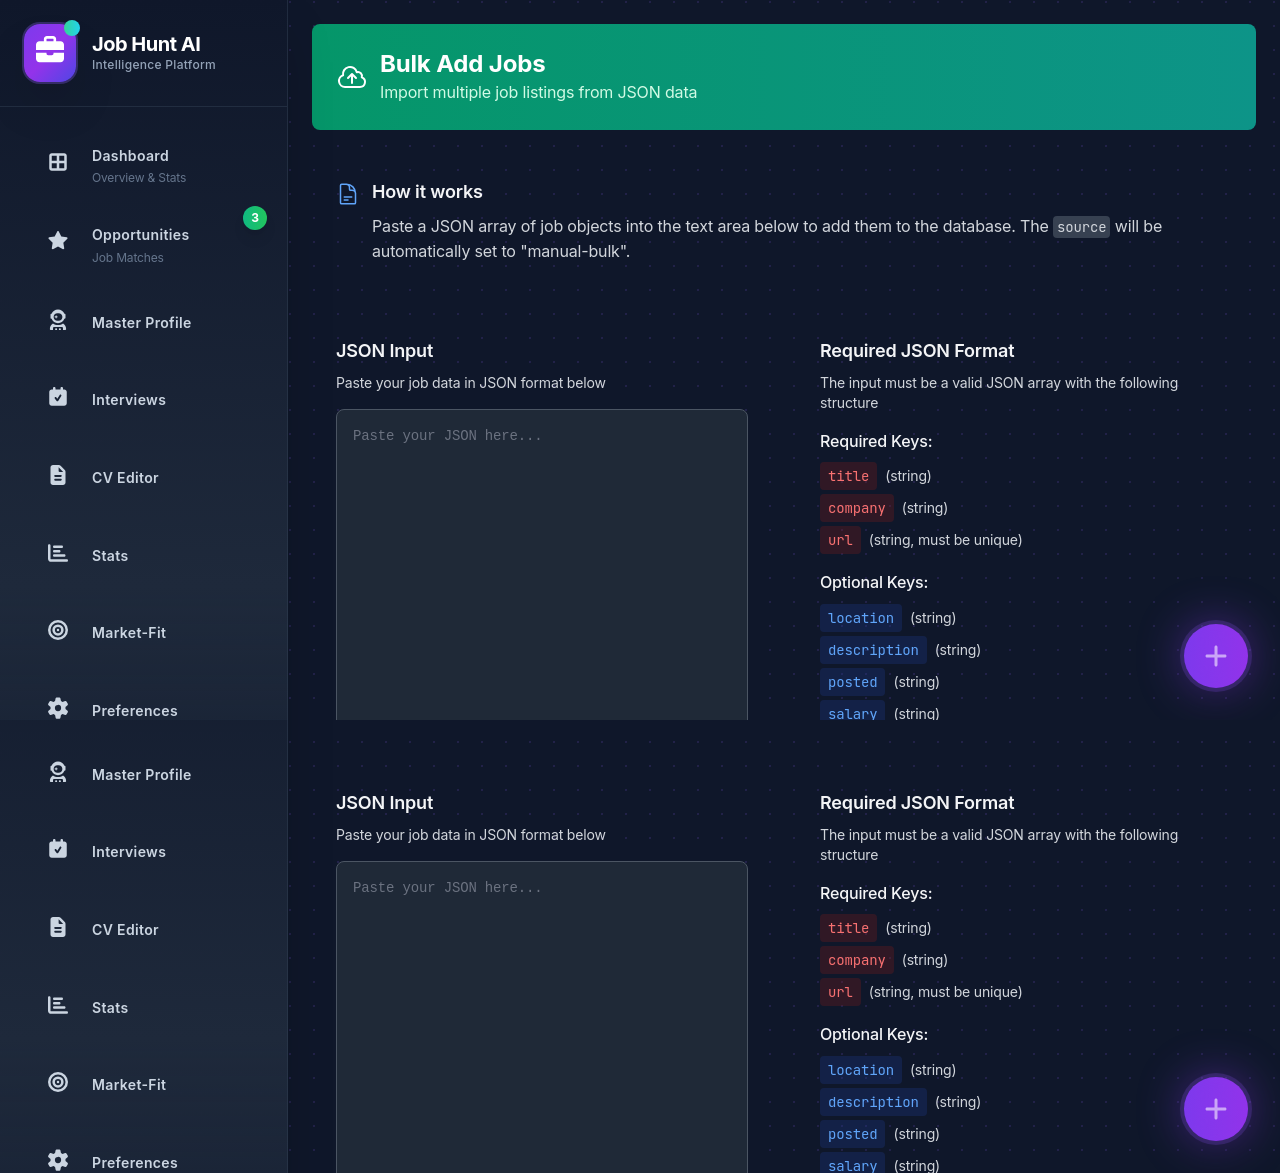 Job Hunt AI
Intelligence Platform
Dashboard
Overview & Stats
3
Opportunities
Job Matches
Master Profile
Interviews
CV Editor
Stats
Market-Fit
Preferences
Master Profile
Interviews
CV Editor
Stats
Market-Fit
Preferences
Bulk Add Jobs
Import multiple job listings from JSON data
How it works
Paste a JSON array of job objects into the text area below to add them to the database. The source will be
automatically set to "manual-bulk".
JSON Input
Paste your job data in JSON format below
Paste your JSON here...
Required JSON Format
The input must be a valid JSON array with the following
structure
Required Keys:
title (string)
company (string)
url (string, must be unique)
Optional Keys:
location (string)
description (string)
posted (string)
salary (string)
JSON Input
Paste your job data in JSON format below
Paste your JSON here...
Required JSON Format
The input must be a valid JSON array with the following
structure
Required Keys:
title (string)
company (string)
url (string, must be unique)
Optional Keys:
location (string)
description (string)
posted (string)
salary (string)